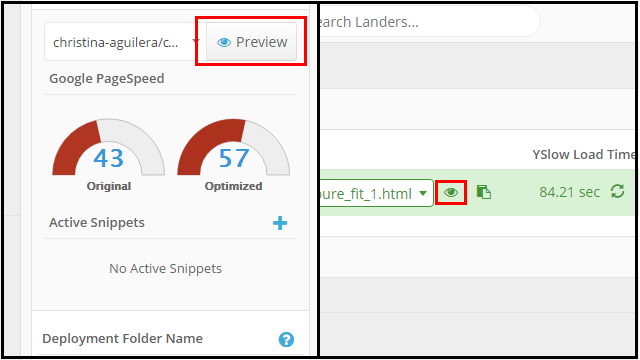 christina-aguilera/c...
Preview
Google PageSpeed
43
57
Original
Optimized
Active Snippets
No Active Snippets
Deployment Folder Name
earch Landers...
YSlow Load Time
oure_fit_1.html
84.21 sec